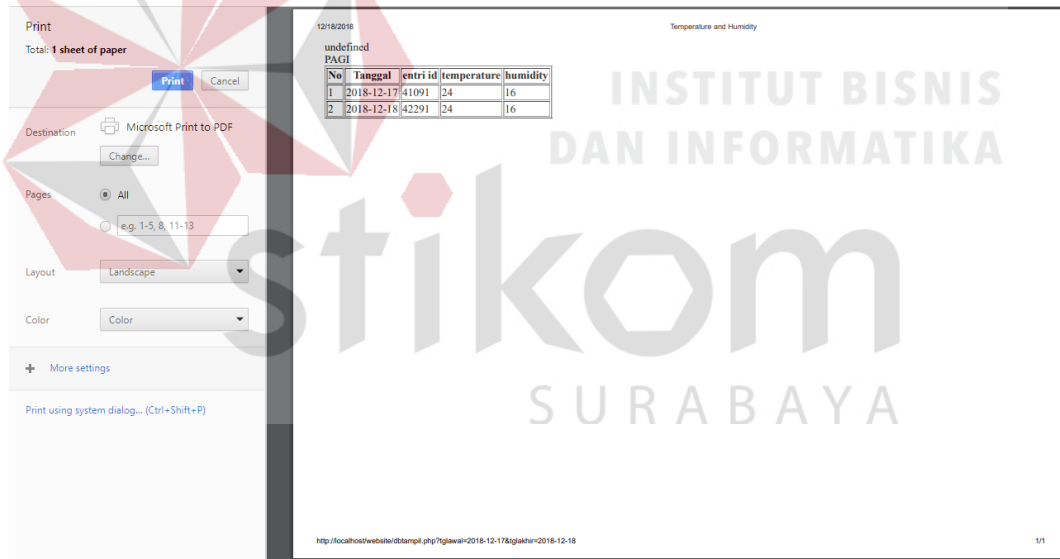 Print
Total: 1 sheet of paper
Print Cancel
Destination Microsoft Print to PDF
Change...
Pages All
e.g. 1-5, 8, 11-13
Layout Landscape
Color Color
+ More settings
Print using system dialog... (Ctrl+Shift+P)
12/18/2018 Temperature and Humidity
undefined
PAGI
No Tanggal entri id temperature humidity
1 2018-12-17 41091 24 16
2 2018-12-18 42291 24 16
INSTITUT BISNIS
DAN INFORMATIKA
stikom
SURABAYA
http://localhost/website/dbtampil.php?tglawal=2018-12-17&tglakhir=2018-12-18 1/1